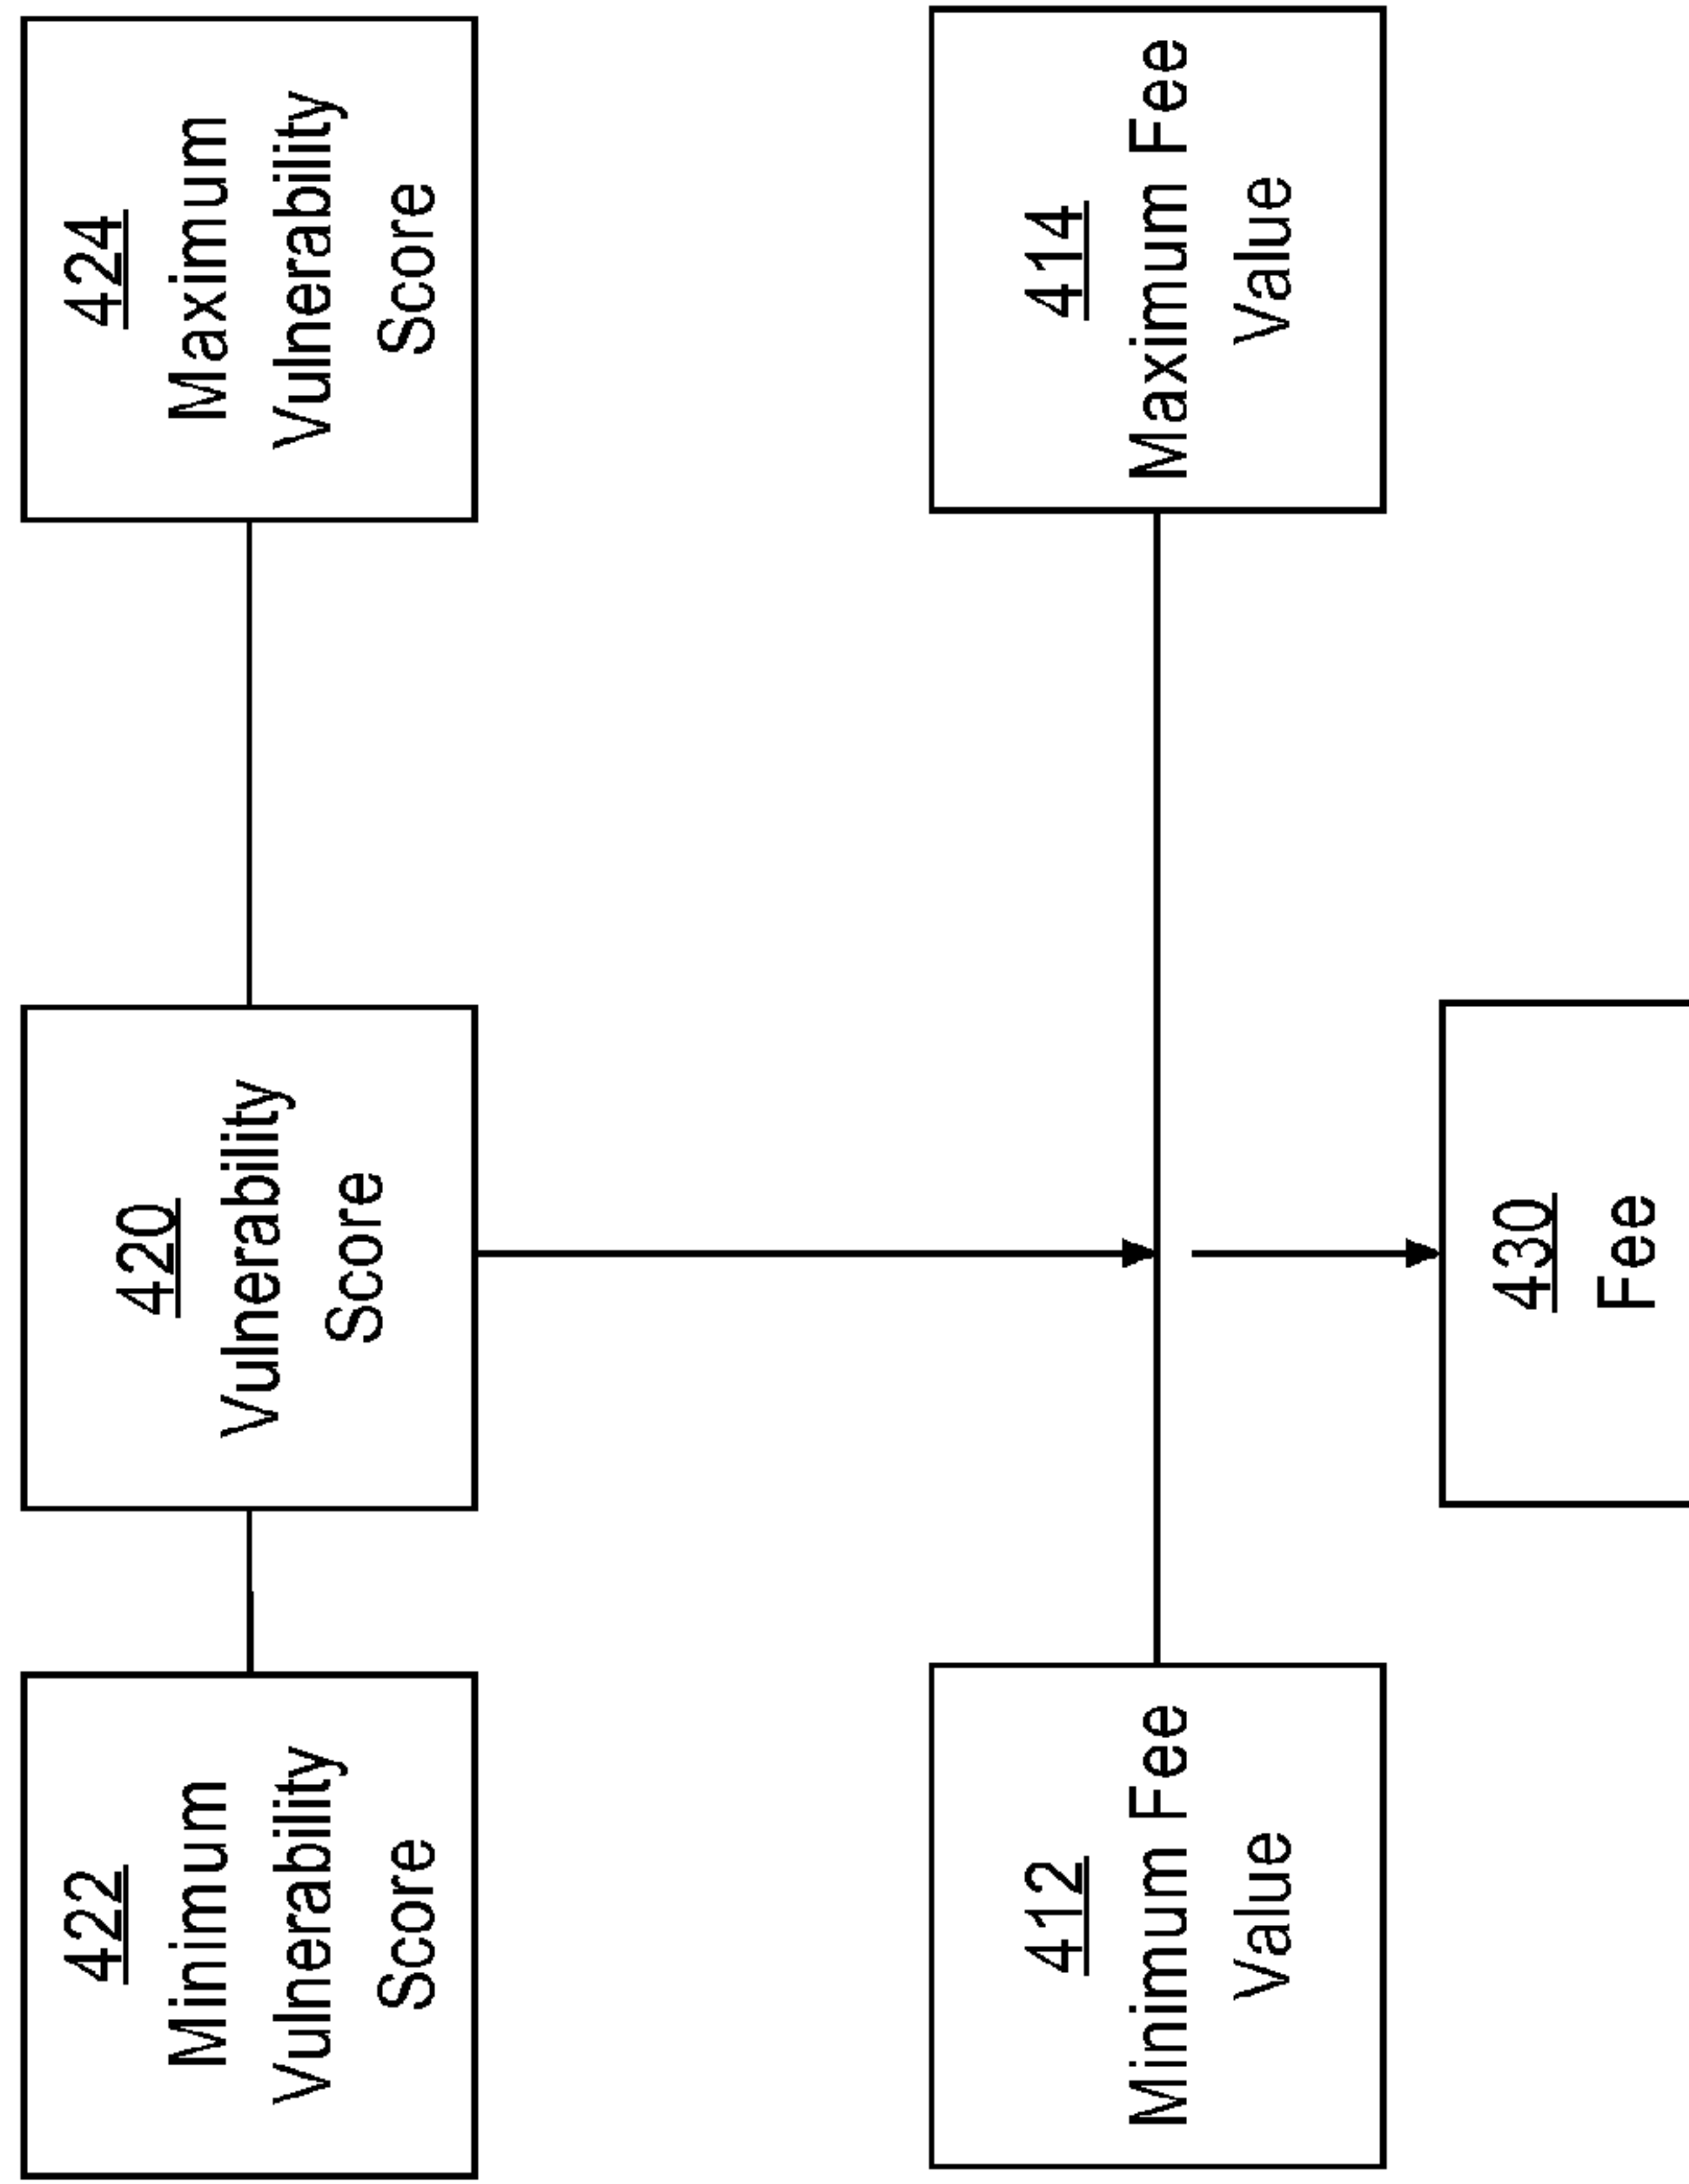 422
Minimum
Vulnerability
Score
420
Vulnerability
Score
424
Maximum
Vulnerability
Score
412
Minimum Fee
Value
414
Maximum Fee
Value
430
Fee